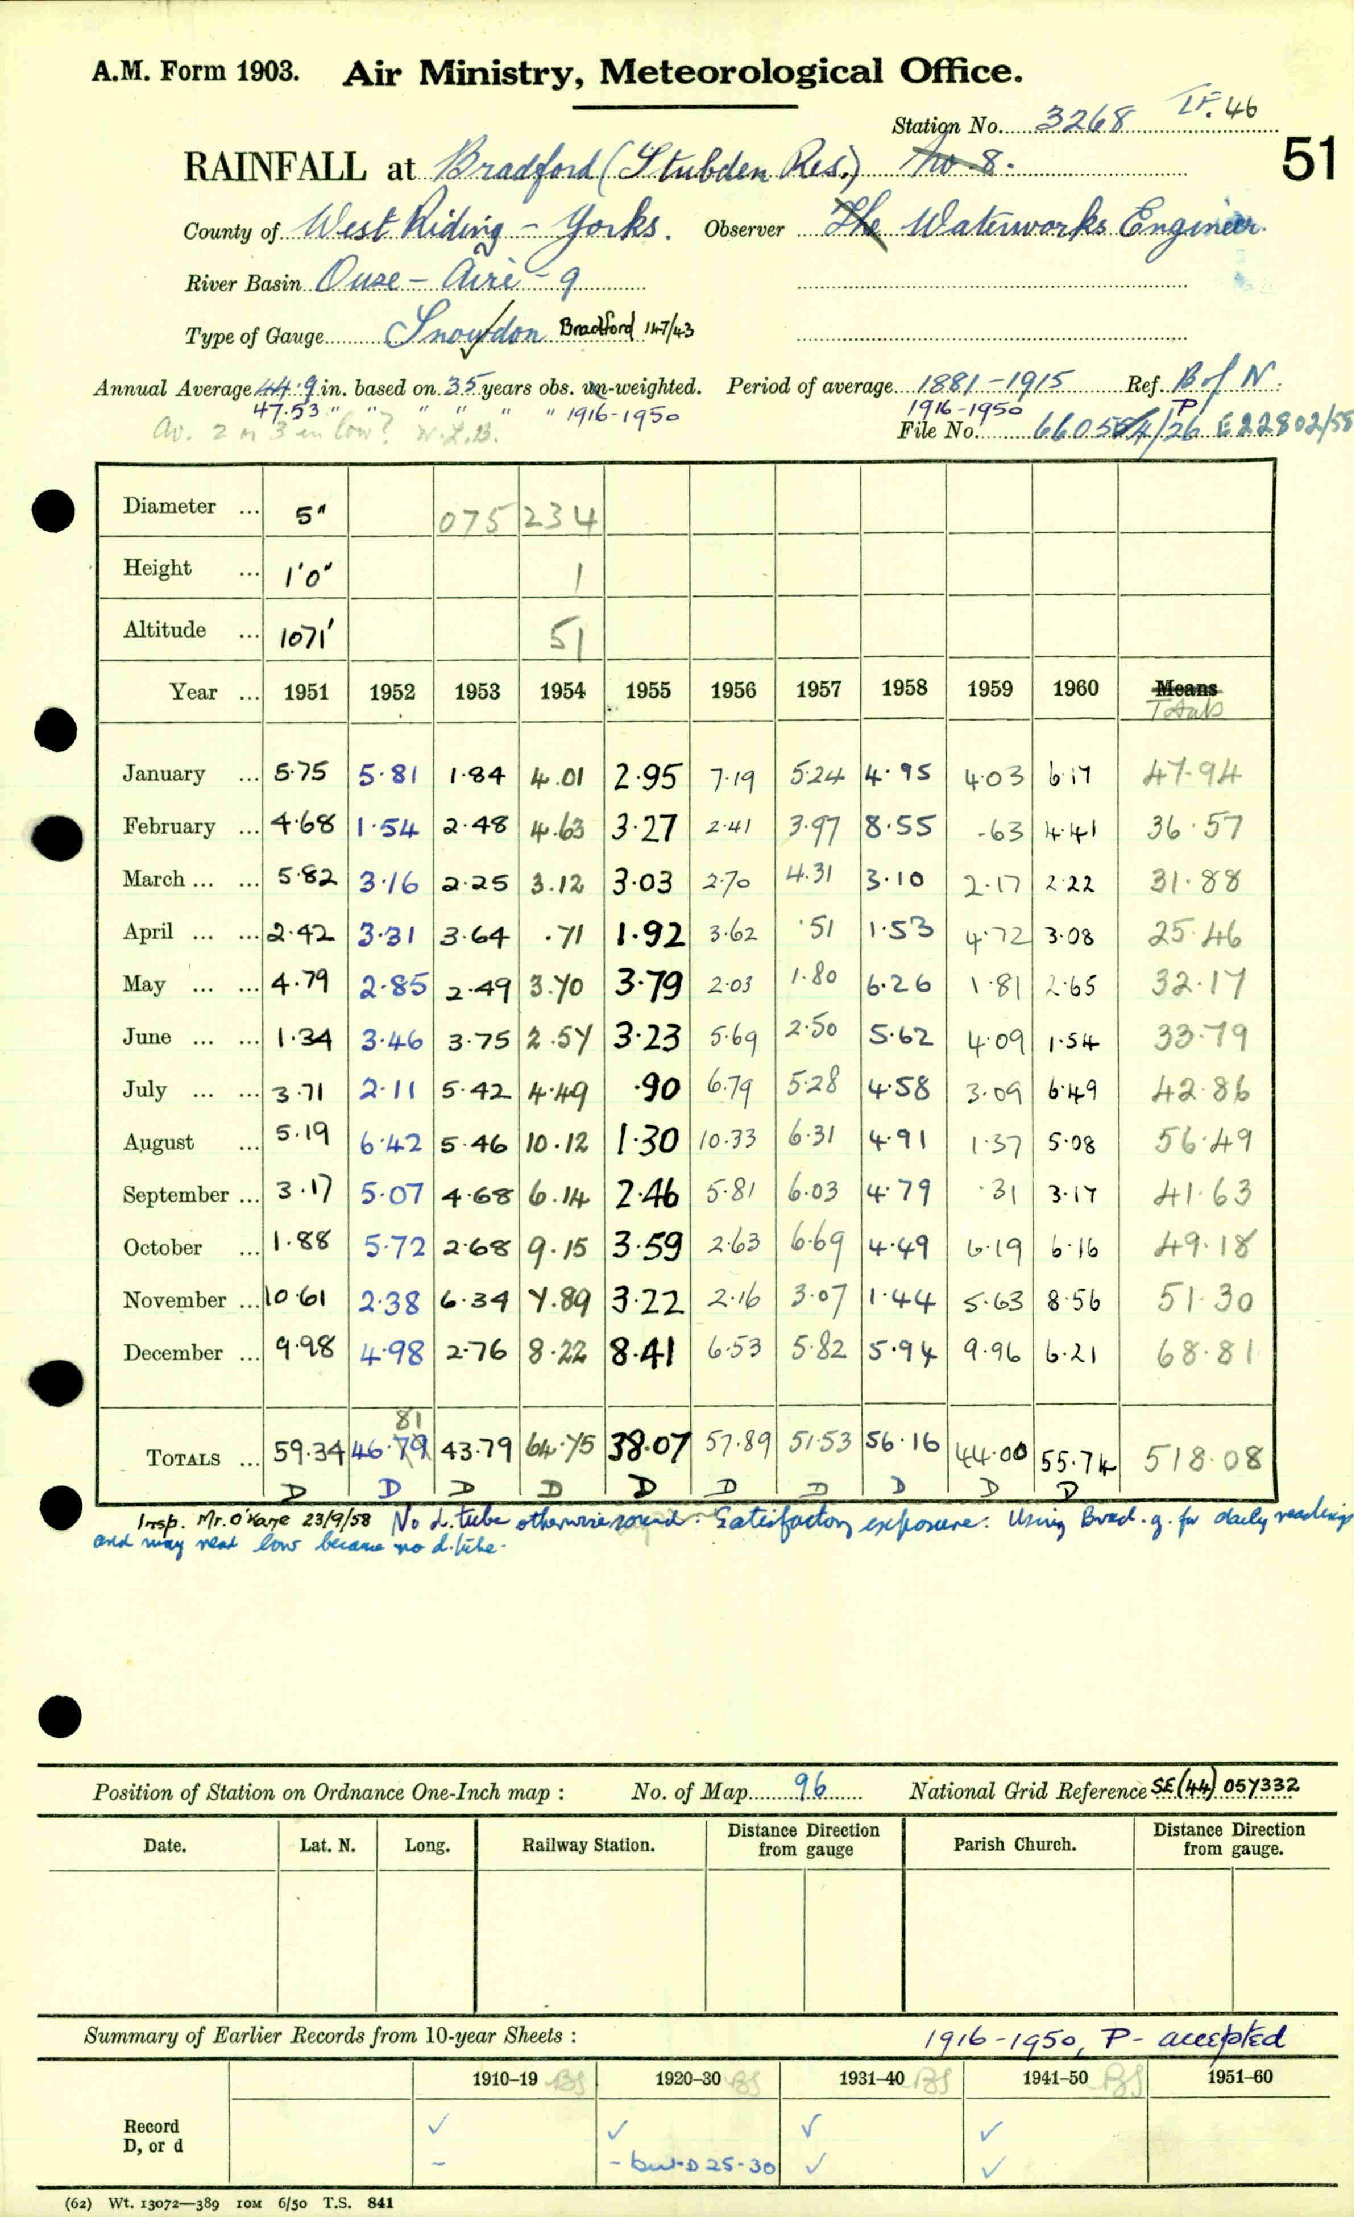 A.M. Form 1903. Air Ministry, Meteorological Office.
Station No. 3268 I.F. 46
51
RAINFALL at Bradford (Stubden Res.) No 8.
County of West Riding - Yorks. Observer The Waterworks Engineer.
River Basin Ouse - Aire - 9
Type of Gauge Snowdon Bradford 147/43
Annual Average 44.9 in. based on 35 years obs. un-weighted. Period of average 1881-1915 Ref. B of N.
47.53 " " " " " " 1916-1950 1916-1950 P
Av. 2 or 3 in low? W.L.B. File No. /26 E22802/58
Diameter ... 5" 075 234
Height ... 1'0" 1
Altitude ... 1071' 51
Year ... 1951 1952 1953 1954 1955 1956 1957 1958 1959 1960 Means
Totals
January ... 5.75 5.81 1.84 4.01 2.95 7.19 5.24 4.95 4.03 6.17 47.94
February ... 4.68 1.54 2.48 4.63 3.27 2.41 3.97 8.55 .63 4.41 36.57
March ... ... 5.82 3.16 2.25 3.12 3.03 2.70 4.31 3.10 2.17 2.22 31.88
April ... ... 2.42 3.31 3.64 .71 1.92 3.62 .51 1.53 4.72 3.08 25.46
May ... ... 4.79 2.85 2.49 3.70 3.79 2.03 1.80 6.26 1.81 2.65 32.17
June ... ... 1.34 3.46 3.75 2.57 3.23 5.69 2.50 5.62 4.09 1.54 33.79
July ... ... 3.71 2.11 5.42 4.49 .90 6.79 5.28 4.58 3.09 6.49 42.86
August ... 5.19 6.42 5.46 10.12 1.30 10.33 6.31 4.91 1.37 5.08 56.49
September ... 3.17 5.07 4.68 6.14 2.46 5.81 6.03 4.79 .31 3.17 41.63
October ... 1.88 5.72 2.68 9.15 3.59 2.63 6.69 4.49 6.19 6.16 49.18
November ... 10.61 2.38 6.34 7.89 3.22 2.16 3.07 1.44 5.63 8.56 51.30
December ... 9.98 4.98 2.76 8.22 8.41 6.53 5.82 5.94 9.96 6.21 68.81
81
TOTALS ... 59.34 46.79 43.79 64.75 38.07 57.89 51.53 56.16 44.00 55.74 518.08
D D D D D D D D D D
Insp. Mr. O'Kane 23/9/58 No d. tube otherwise sound. Satisfactory exposure. Using Brad. g. for daily readings
and may read low because no d. tube.
Position of Station on Ordnance One-Inch map : No. of Map 96 National Grid Reference SE (44) 057332
Date. Lat. N. Long. Railway Station. Distance from Direction gauge Parish Church. Distance from Direction gauge.
Summary of Earlier Records from 10-year Sheets : 1916-1950, P- accepted
1910–19 BS 1920–30 BS 1931–40 BS 1941–50 BS 1951–60
Record ✓ ✓ ✓ ✓
D, or d - - but D 25-30 ✓ ✓
(62) Wt. 13072—389 10M 6/50 T.S. 841